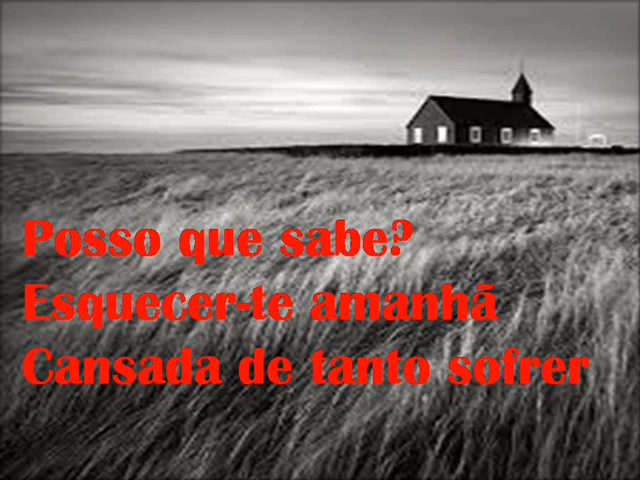 Posso que sabe?
Esquecer-te amanhã
Cansada de tanto sofrer